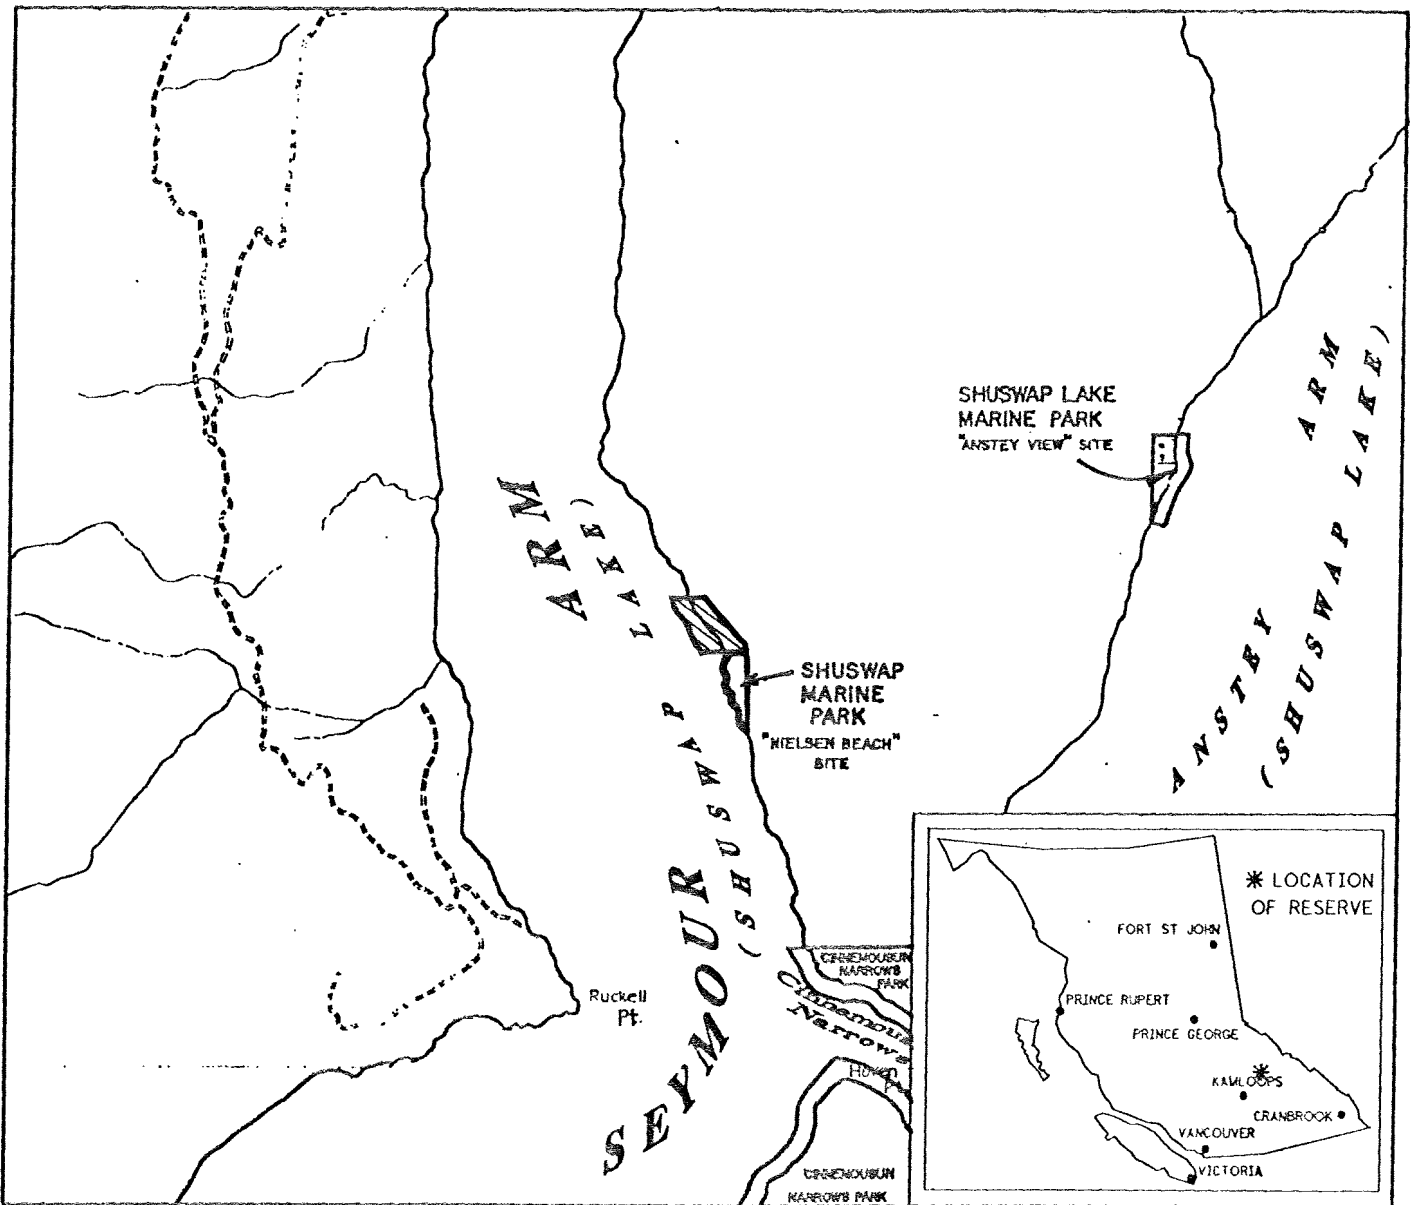 SHUSWAP LAKE
MARINE PARK
"ANSTEY VIEW" SITE
ANSTEY ARM
(SHUSWAP LAKE)
SEYMOUR ARM
(SHUSWAP LAKE)
SHUSWAP
MARINE
PARK
"NIELSEN BEACH"
SITE
Ruckell
Pt.
CINNEMOUSUN
NARROWS
PARK
Cinnemous
Narrows
CINNEMOUSUN
NARROWS PARK
LOCATION
OF RESERVE
FORT ST JOHN
PRINCE RUPERT
PRINCE GEORGE
KAMLOOPS
CRANBROOK
VANCOUVER
VICTORIA